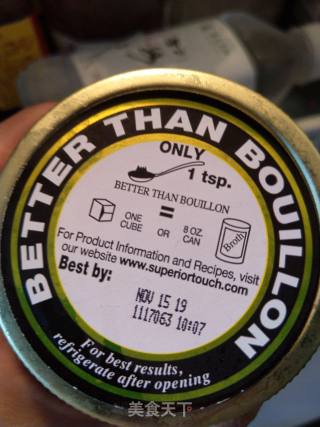 BETTER THAN BOUILLON
ONLY
1 tsp.
BETTER THAN BOUILLON
=
ONE
CUBE
OR
8 OZ.
CAN
Broth
For Product Information and Recipes, visit
our website www.superiortouch.com
Best by:
NOV 15 19
1117063 10:07
For best results,
refrigerate after opening
美食天下